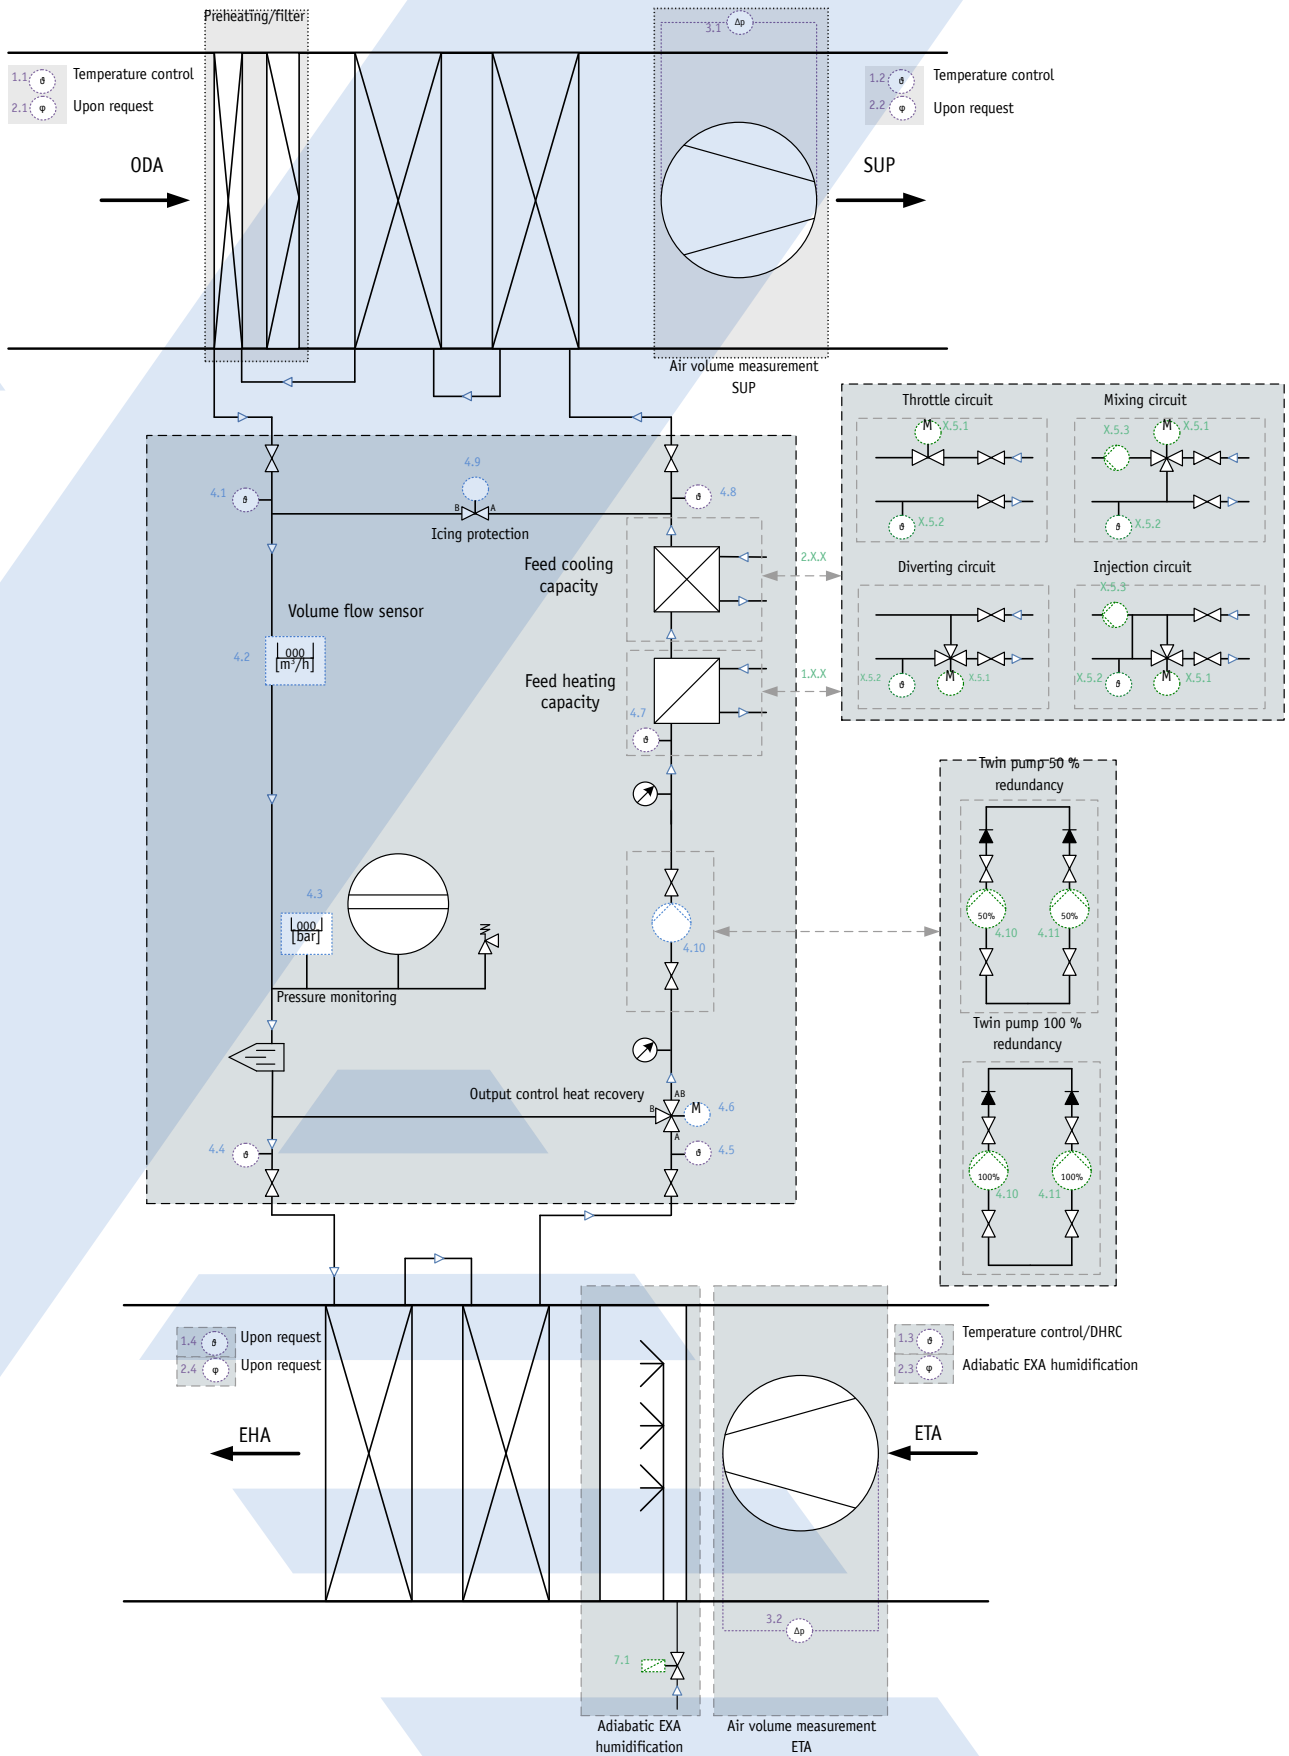 Preheating/filter
3.1
Δp
1.1
ϑ
Temperature control
2.1
φ
Upon request
1.2
ϑ
Temperature control
2.2
φ
Upon request
ODA
SUP
Air volume measurement
SUP
Throttle circuit
M
X.5.1
X.5.2
ϑ
Mixing circuit
X.5.3
M
X.5.1
X.5.2
ϑ
Diverting circuit
X.5.2
ϑ
M
X.5.1
Injection circuit
X.5.3
X.5.2
ϑ
M
X.5.1
4.1
ϑ
4.9
B
A
Icing protection
ϑ
4.8
Feed cooling
capacity
2.X.X
Volume flow sensor
4.2
000
[m³/h]
Feed heating
capacity
1.X.X
4.7
ϑ
Twin pump 50 %
redundancy
50%
50%
4.10
4.11
4.3
000
[bar]
Pressure monitoring
4.10
Twin pump 100 %
redundancy
100%
100%
4.10
4.11
Output control heat recovery
AB
B
A
M
4.6
4.4
ϑ
ϑ
4.5
1.4
ϑ
Upon request
2.4
φ
Upon request
1.3
ϑ
Temperature control/DHRC
2.3
φ
Adiabatic EXA humidification
EHA
ETA
3.2
Δp
7.1
Adiabatic EXA
humidification
Air volume measurement
ETA